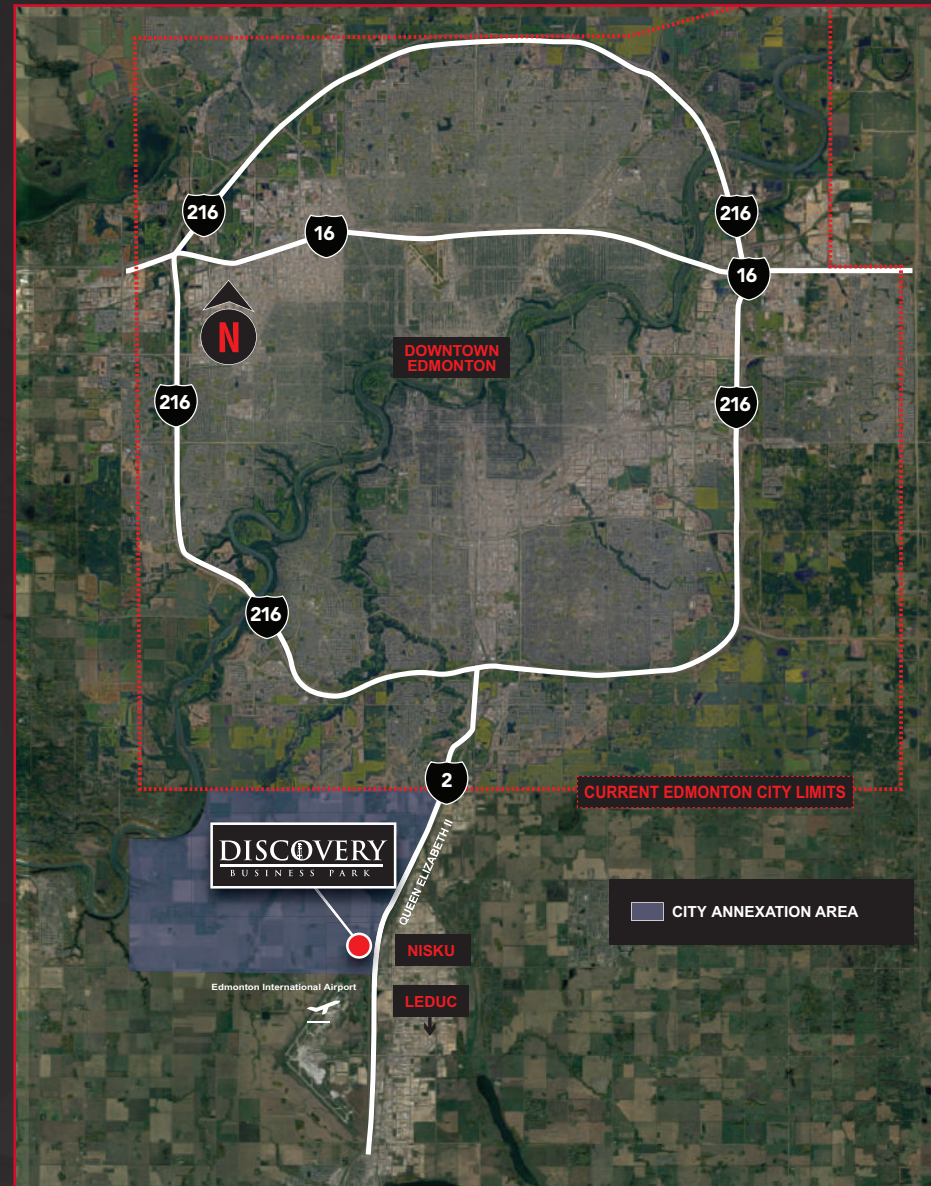 216
216
16
16
N
DOWNTOWN
EDMONTON
216
216
216
2
CURRENT EDMONTON CITY LIMITS
DISCOVERY
BUSINESS PARK
QUEEN ELIZABETH II
CITY ANNEXATION AREA
NISKU
Edmonton International Airport
LEDUC